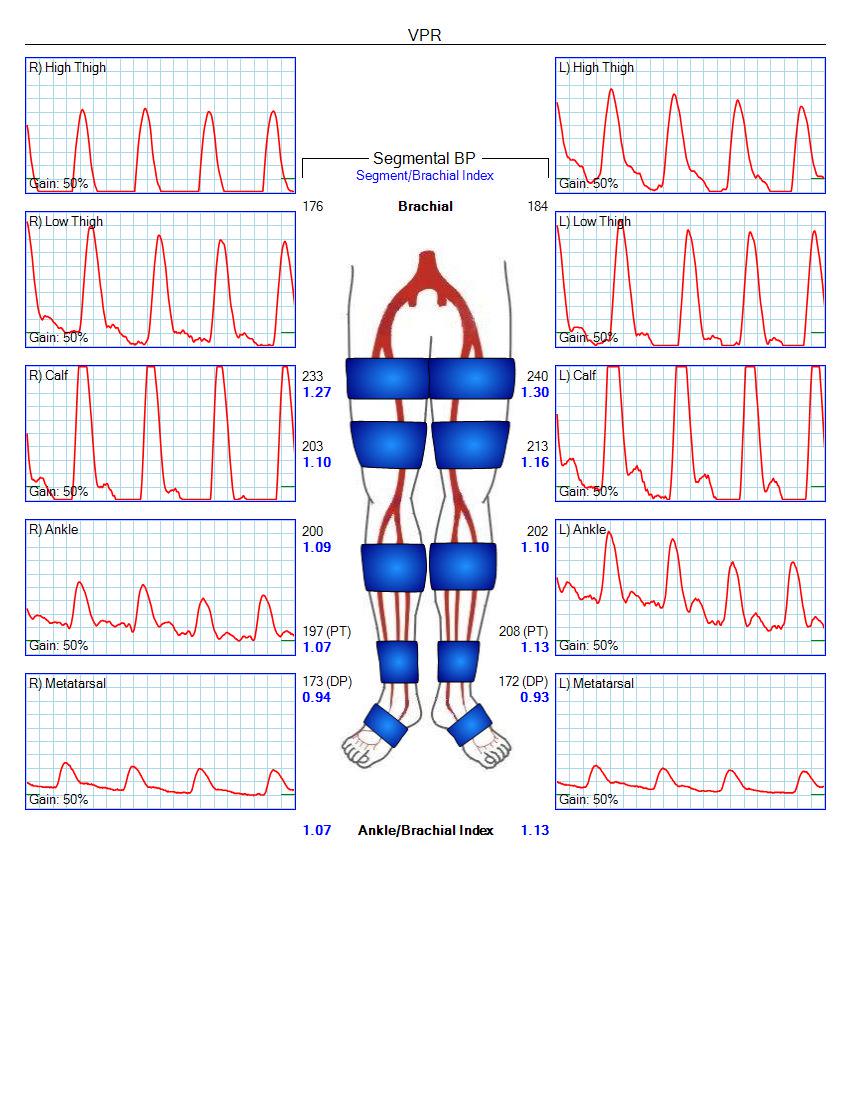 VPR
R) High Thigh
Gain: 50%
L) High Thigh
Gain: 50%
Segmental BP
Segment/Brachial Index
176 Brachial 184
R) Low Thigh
Gain: 50%
L) Low Thigh
Gain: 50%
R) Calf
Gain: 50%
233
1.27
240
1.30
L) Calf
Gain: 50%
203
1.10
213
1.16
R) Ankle
Gain: 50%
200
1.09
202
1.10
L) Ankle
Gain: 50%
197 (PT)
1.07
208 (PT)
1.13
R) Metatarsal
Gain: 50%
173 (DP)
0.94
172 (DP)
0.93
L) Metatarsal
Gain: 50%
1.07 Ankle/Brachial Index 1.13